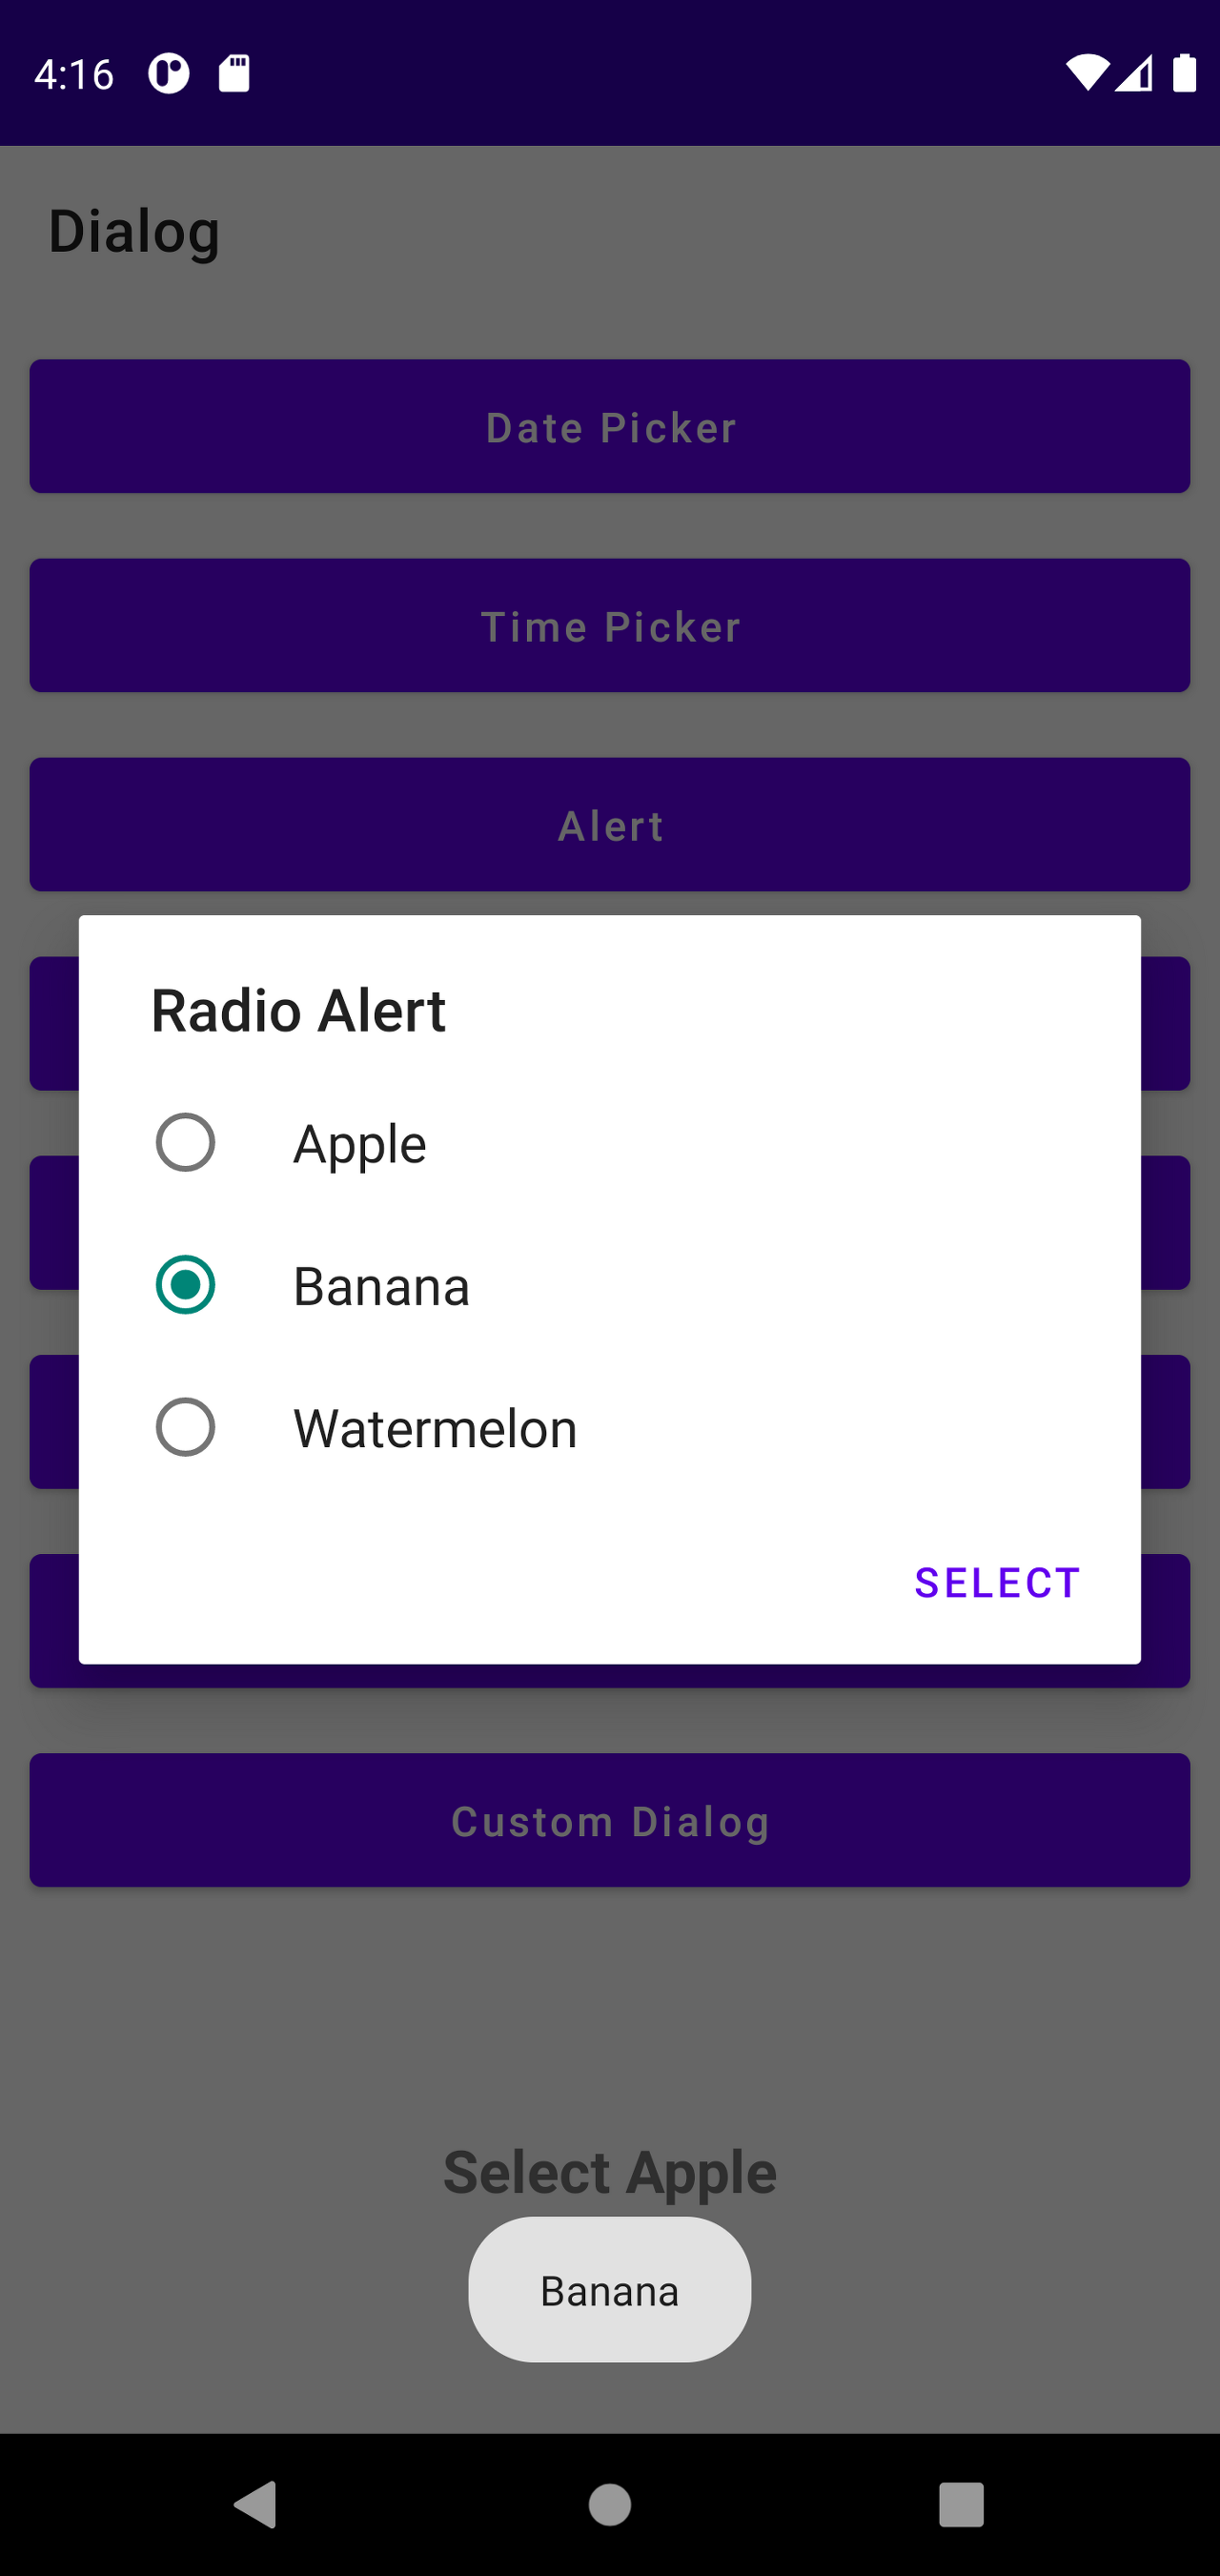 4:16
Dialog
Date Picker
Time Picker
Alert
Radio Alert
Apple
Banana
Watermelon
SELECT
Custom Dialog
Select Apple
Banana